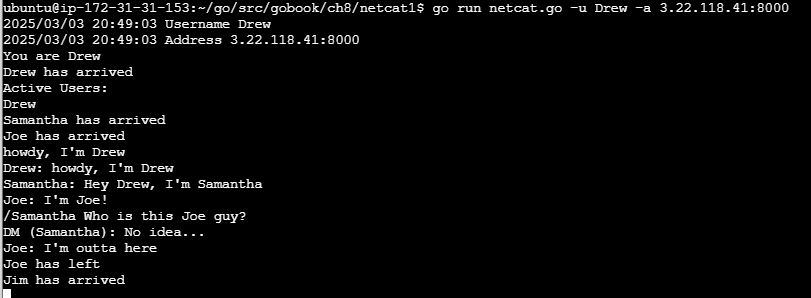 ubuntu@ip-172-31-31-153:~/go/src/gobook/ch8/netcat1$ go run netcat.go -u Drew -a 3.22.118.41:8000
2025/03/03 20:49:03 Username Drew
2025/03/03 20:49:03 Address 3.22.118.41:8000
You are Drew
Drew has arrived
Active Users:
Drew
Samantha has arrived
Joe has arrived
howdy, I'm Drew
Drew: howdy, I'm Drew
Samantha: Hey Drew, I'm Samantha
Joe: I'm Joe!
/Samantha Who is this Joe guy?
DM (Samantha): No idea...
Joe: I'm outta here
Joe has left
Jim has arrived